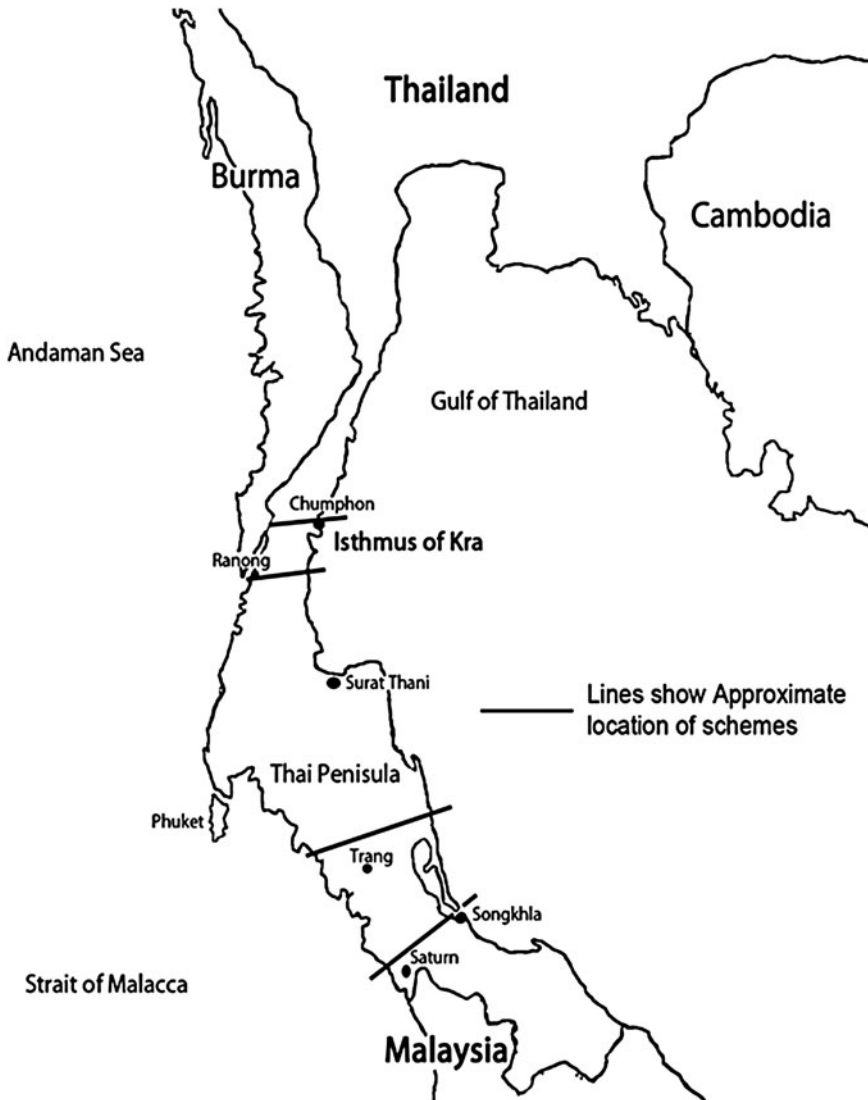 Thailand
Burma
Cambodia
Andaman Sea
Gulf of Thailand
Chumphon
Isthmus of Kra
Ranong
Surat Thani
Lines show Approximate
location of schemes
Thai Penisula
Phuket
Trang
Songkhla
Saturn
Strait of Malacca
Malaysia